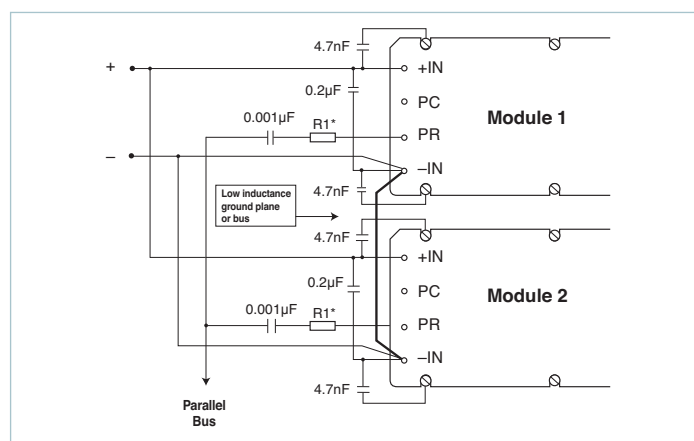 4.7nF
+
+IN
0.2µF
PC
Module 1
0.001µF
R1*
PR
–
–IN
4.7nF
Low inductance
ground plane
or bus
4.7nF
+IN
0.2µF
PC
Module 2
0.001µF
R1*
PR
–IN
4.7nF
Parallel
Bus